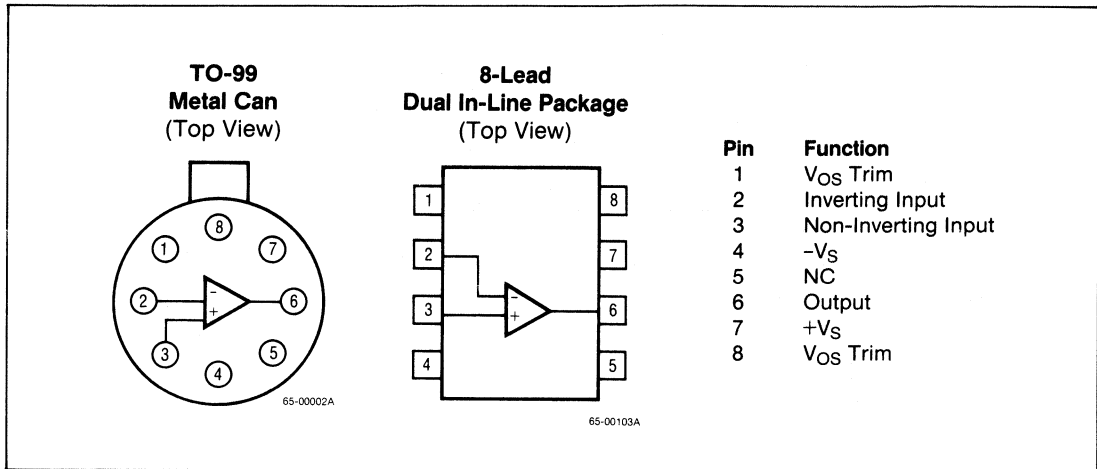 TO-99
Metal Can
(Top View)
8
1
7
2
-
+
6
3
5
4
65-00002A
8-Lead
Dual In-Line Package
(Top View)
1
8
2
7
-
3
+
6
4
5
65-00103A
Pin Function
1 VOS Trim
2 Inverting Input
3 Non-Inverting Input
4 -VS
5 NC
6 Output
7 +VS
8 VOS Trim